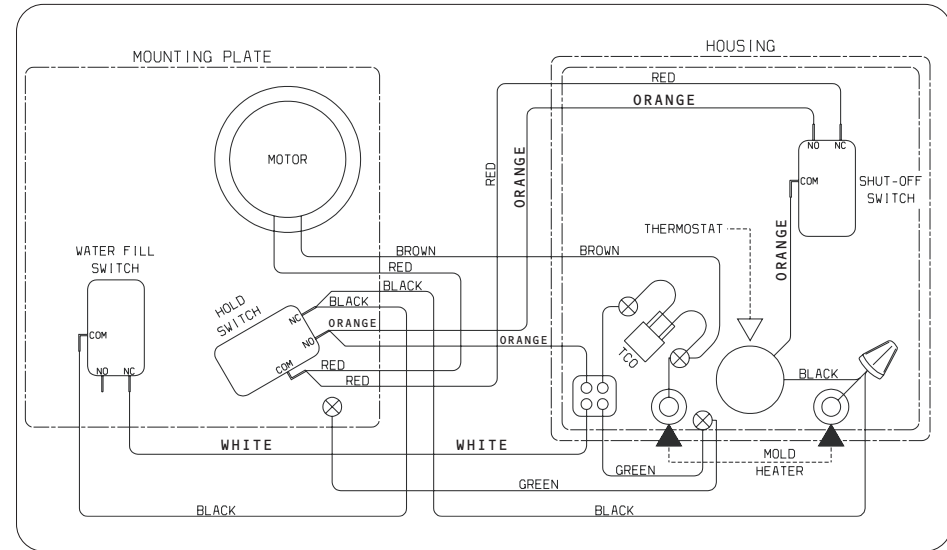 HOUSING
MOUNTING PLATE
RED
ORANGE
MOTOR
RED
ORANGE
NO NC
COM
SHUT-OFF
SWITCH
THERMOSTAT
ORANGE
WATER FILL
SWITCH
BROWN
BROWN
RED
BLACK
BLACK
HOLD
SWITCH
NC
ORANGE
NO
ORANGE
COM
COM
NO NC
RED
RED
TCO
BLACK
WHITE
WHITE
MOLD
HEATER
GREEN
GREEN
BLACK
BLACK